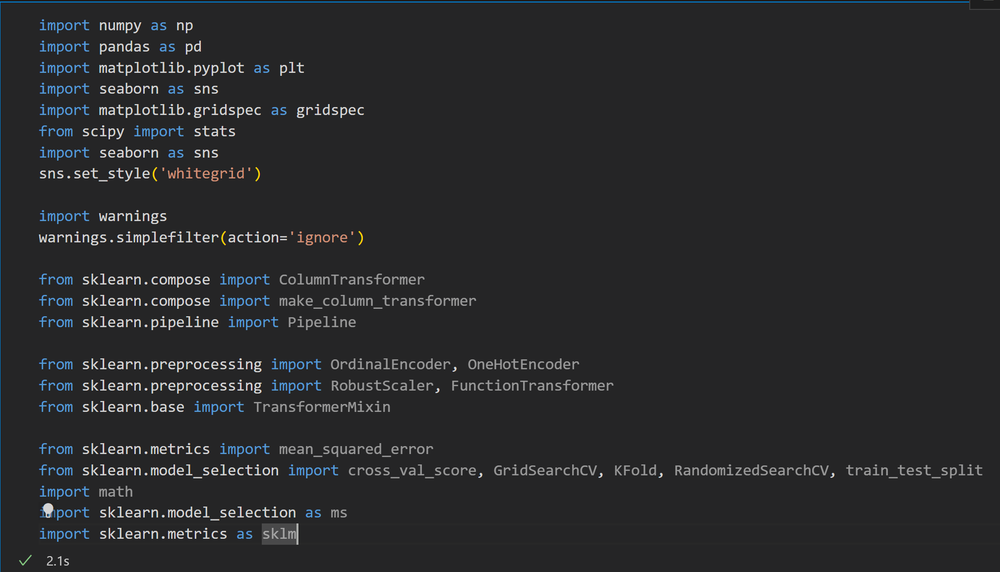 import numpy as np
import pandas as pd
import matplotlib.pyplot as plt
import seaborn as sns
import matplotlib.gridspec as gridspec
from scipy import stats
import seaborn as sns
sns.set_style('whitegrid')
import warnings
warnings.simplefilter(action='ignore')
from sklearn.compose import ColumnTransformer
from sklearn.compose import make_column_transformer
from sklearn.pipeline import Pipeline
from sklearn.preprocessing import OrdinalEncoder, OneHotEncoder
from sklearn.preprocessing import RobustScaler, FunctionTransformer
from sklearn.base import TransformerMixin
from sklearn.metrics import mean_squared_error
from sklearn.model_selection import cross_val_score, GridSearchCV, KFold, RandomizedSearchCV, train_test_split
import math
import sklearn.model_selection as ms
import sklearn.metrics as sklm
2.1s